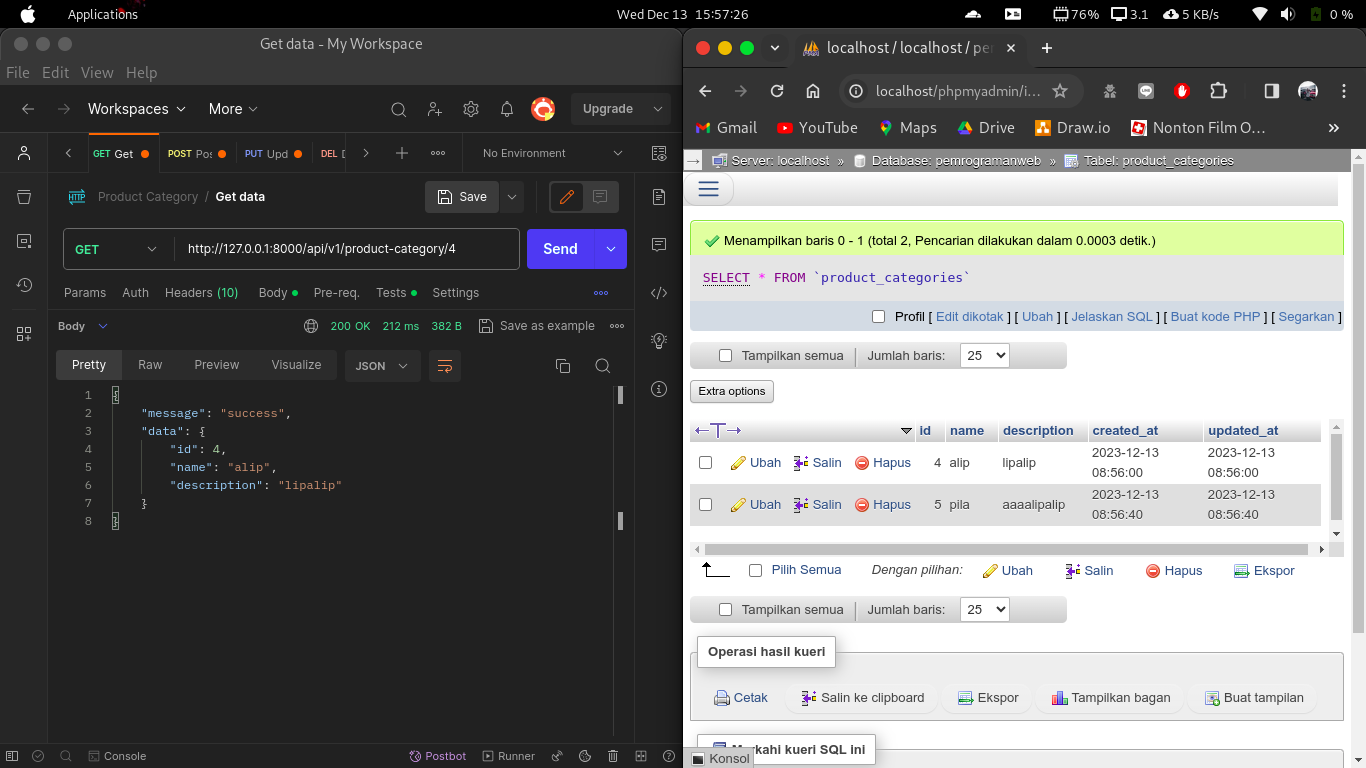 Applications
Wed Dec 13 15:57:26
76%
3.1
5 KB/s
0 %
Get data - My Workspace
File Edit View Help
Workspaces
More
Upgrade
GET Get
POST Po
PUT Upd
DEL
No Environment
HTTP
Product Category / Get data
Save
GET
http://127.0.0.1:8000/api/v1/product-category/4
Send
Params Auth Headers (10) Body Pre-req. Tests Settings
Body
200 OK 212 ms 382 B
Save as example
Pretty Raw Preview Visualize JSON
1 {
2 "message": "success",
3 "data": {
4 "id": 4,
5 "name": "alip",
6 "description": "lipalip"
7 }
8 }
Console
Postbot
Runner
localhost / localhost / pe
localhost/phpmyadmin/i...
Gmail
YouTube
Maps
Drive
Draw.io
Nonton Film O...
Server: localhost » Database: pemrogramanweb » Tabel: product_categories
Menampilkan baris 0 - 1 (total 2, Pencarian dilakukan dalam 0.0003 detik.)
SELECT * FROM `product_categories`
Profil [ Edit dikotak ] [ Ubah ] [ Jelaskan SQL ] [ Buat kode PHP ] [ Segarkan ]
Tampilkan semua Jumlah baris: 25
Extra options
id name description created_at updated_at
Ubah Salin Hapus 4 alip lipalip 2023-12-13 2023-12-13
08:56:00 08:56:00
Ubah Salin Hapus 5 pila aaaalipalip 2023-12-13 2023-12-13
08:56:40 08:56:40
Pilih Semua Dengan pilihan: Ubah Salin Hapus Ekspor
Tampilkan semua Jumlah baris: 25
Operasi hasil kueri
Cetak
Salin ke clipboard
Ekspor
Tampilkan bagan
Buat tampilan
rkahi kueri SQL ini
Konsol